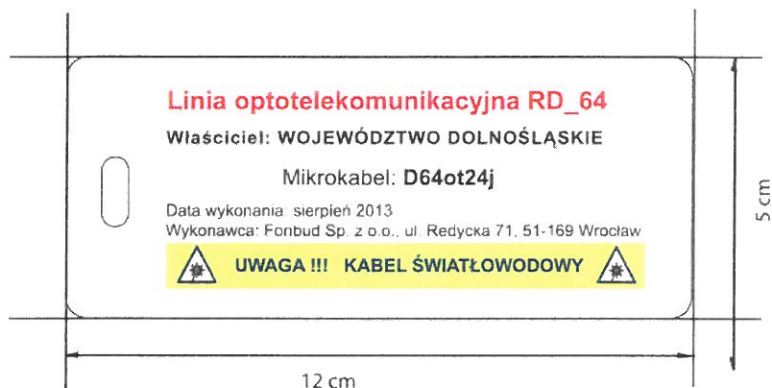 Linia optotelekomunikacyjna RD_64
Właściciel: WOJEWÓDZTWO DOLNOŚLĄSKIE
Mikrokabel: D64ot24j
Data wykonania: sierpień 2013
Wykonawca: Fonbud Sp. z o.o., ul. Redycka 71, 51-169 Wrocław
UWAGA !!! KABEL ŚWIATŁOWODOWY
5 cm
12 cm